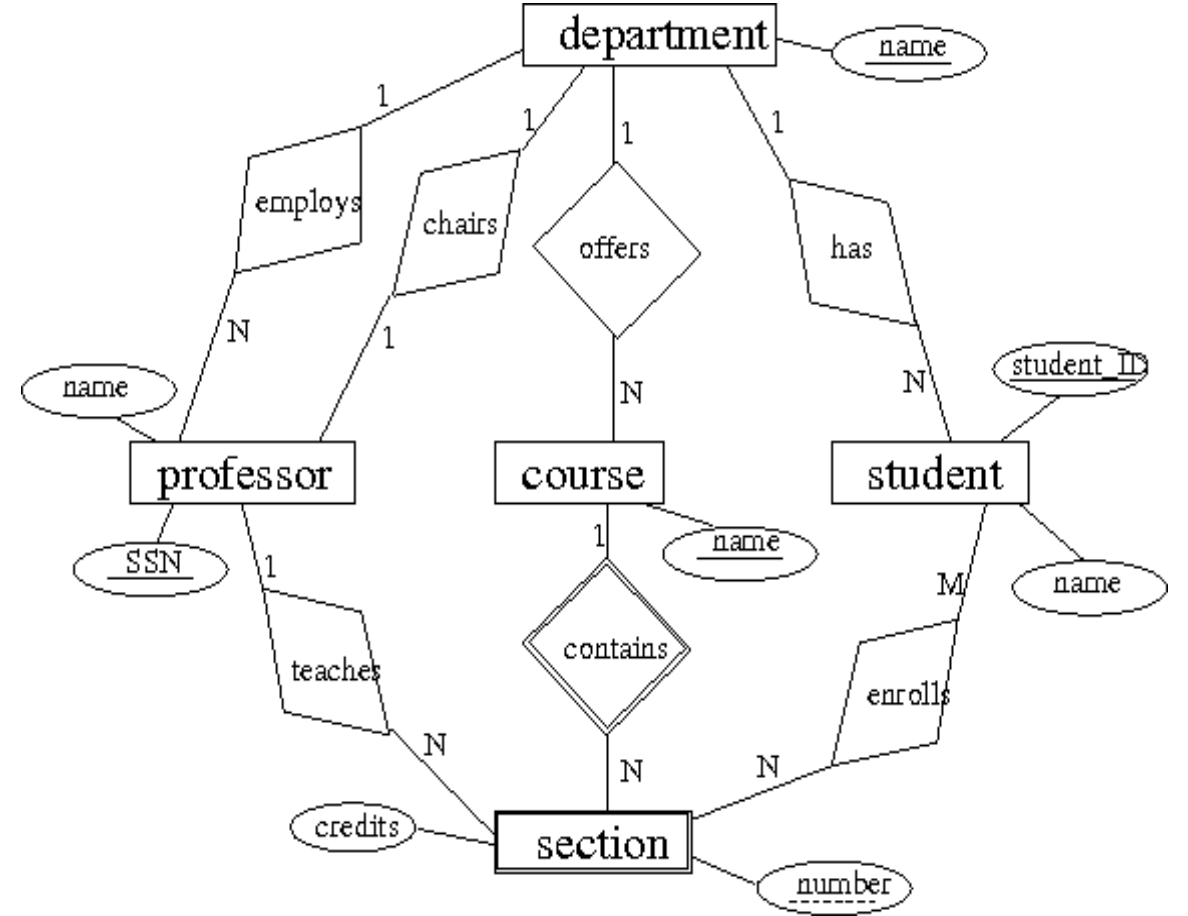 department
name
1
1
1
1
employs
chairs
offers
has
N
1
N
N
name
student_ID
professor
course
student
SSN
1
1
name
M
name
teaches
contains
enrolls
N
N
N
credits
section
number